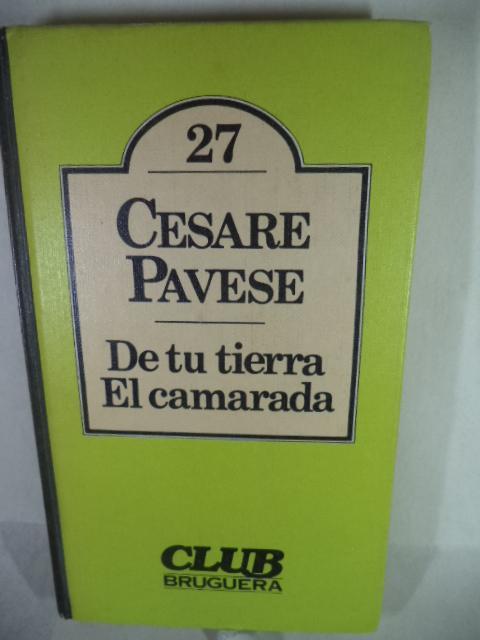 27
CESARE
PAVESE
De tu tierra
El camarada
CLUB
BRUGUERA